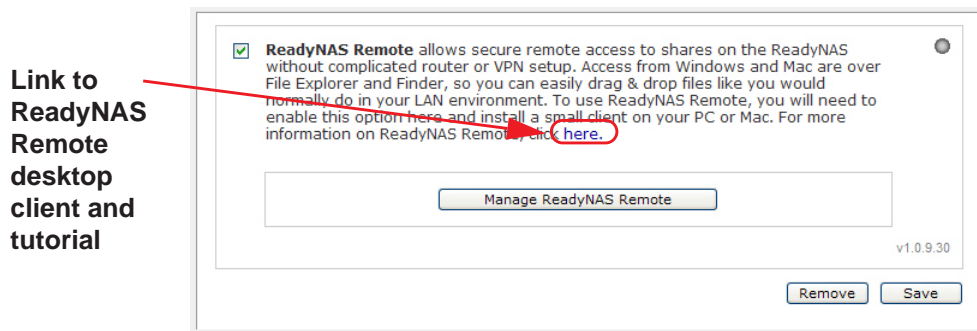 Link to
ReadyNAS
Remote
desktop
client and
tutorial
ReadyNAS Remote allows secure remote access to shares on the ReadyNAS
without complicated router or VPN setup. Access from Windows and Mac are over
File Explorer and Finder, so you can easily drag & drop files like you would
normally do in your LAN environment. To use ReadyNAS Remote, you will need to
enable this option here and install a small client on your PC or Mac. For more
information on ReadyNAS Remote, click here.
Manage ReadyNAS Remote
v1.0.9.30
Remove
Save